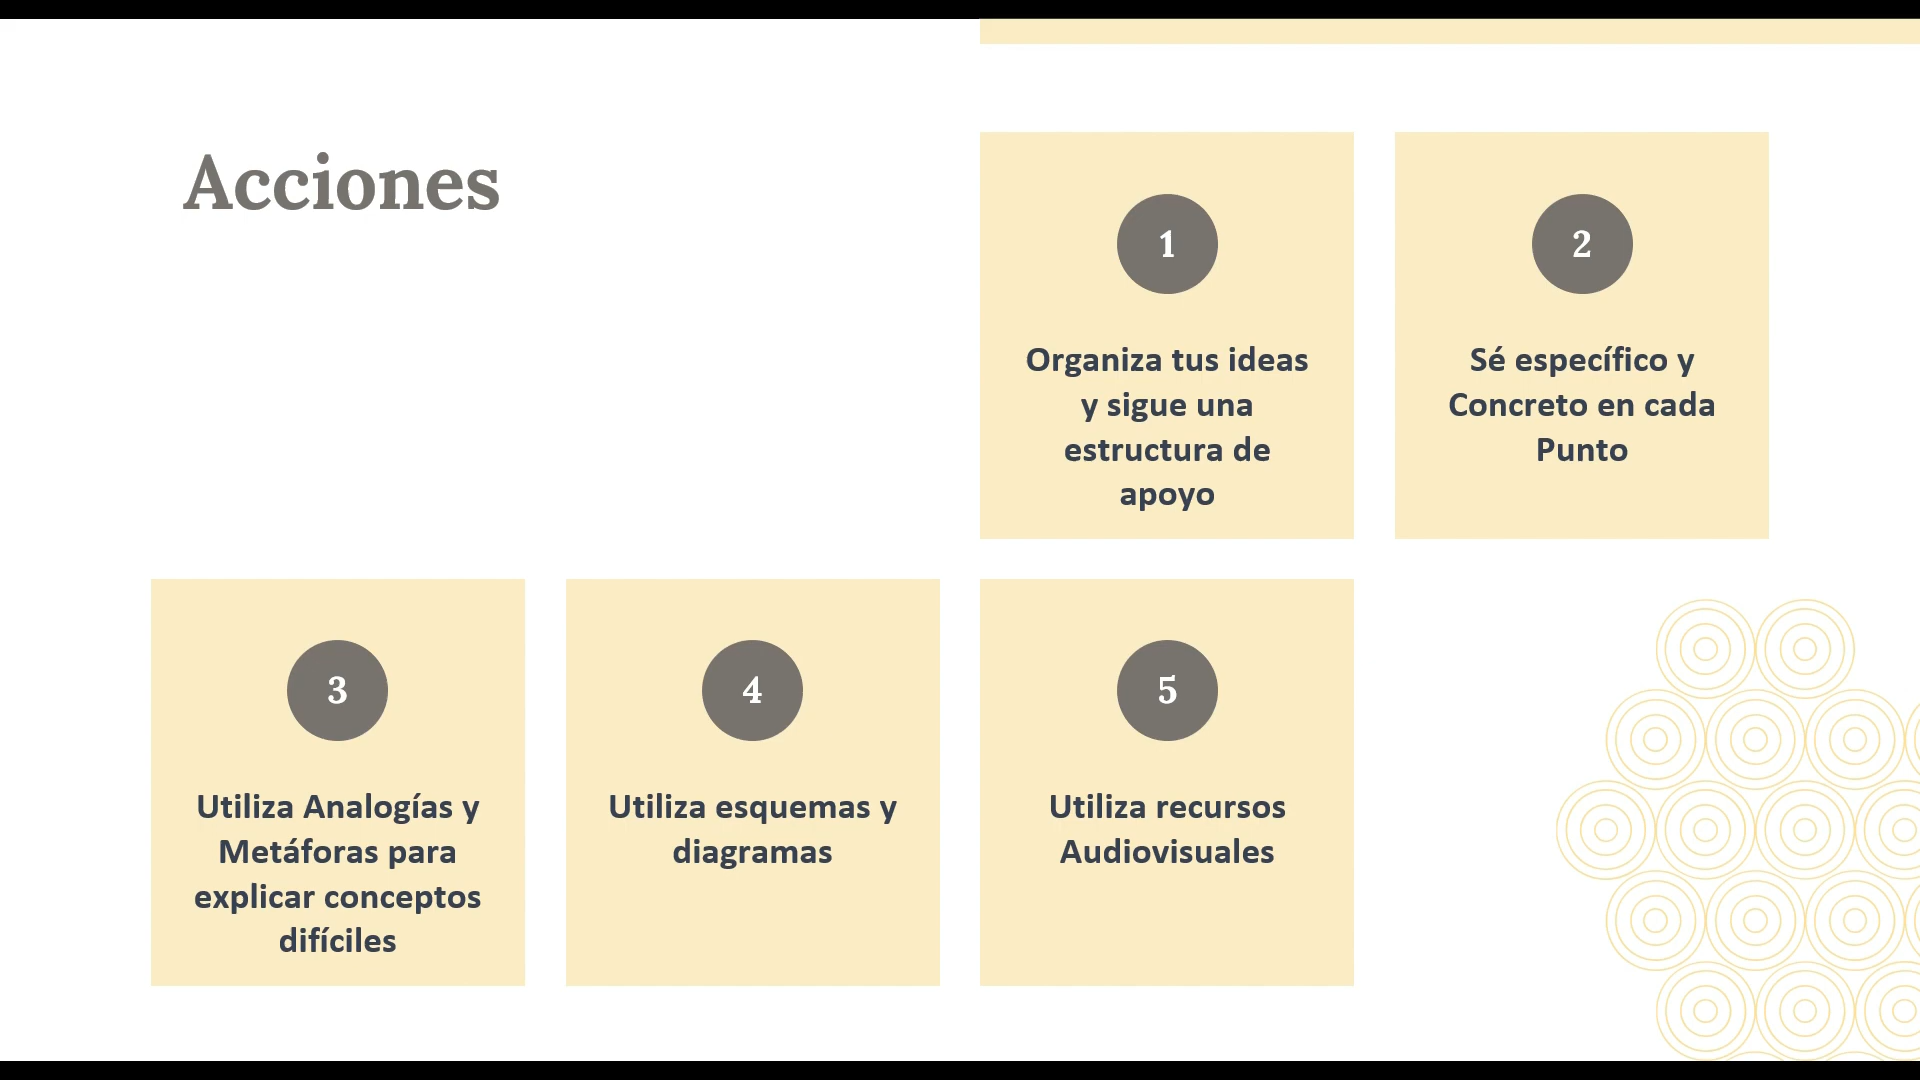 Acciones
1
Organiza tus ideas
y sigue una
estructura de
apoyo
2
Sé específico y
Concreto en cada
Punto
3
Utiliza Analogías y
Metáforas para
explicar conceptos
difíciles
4
Utiliza esquemas y
diagramas
5
Utiliza recursos
Audiovisuales